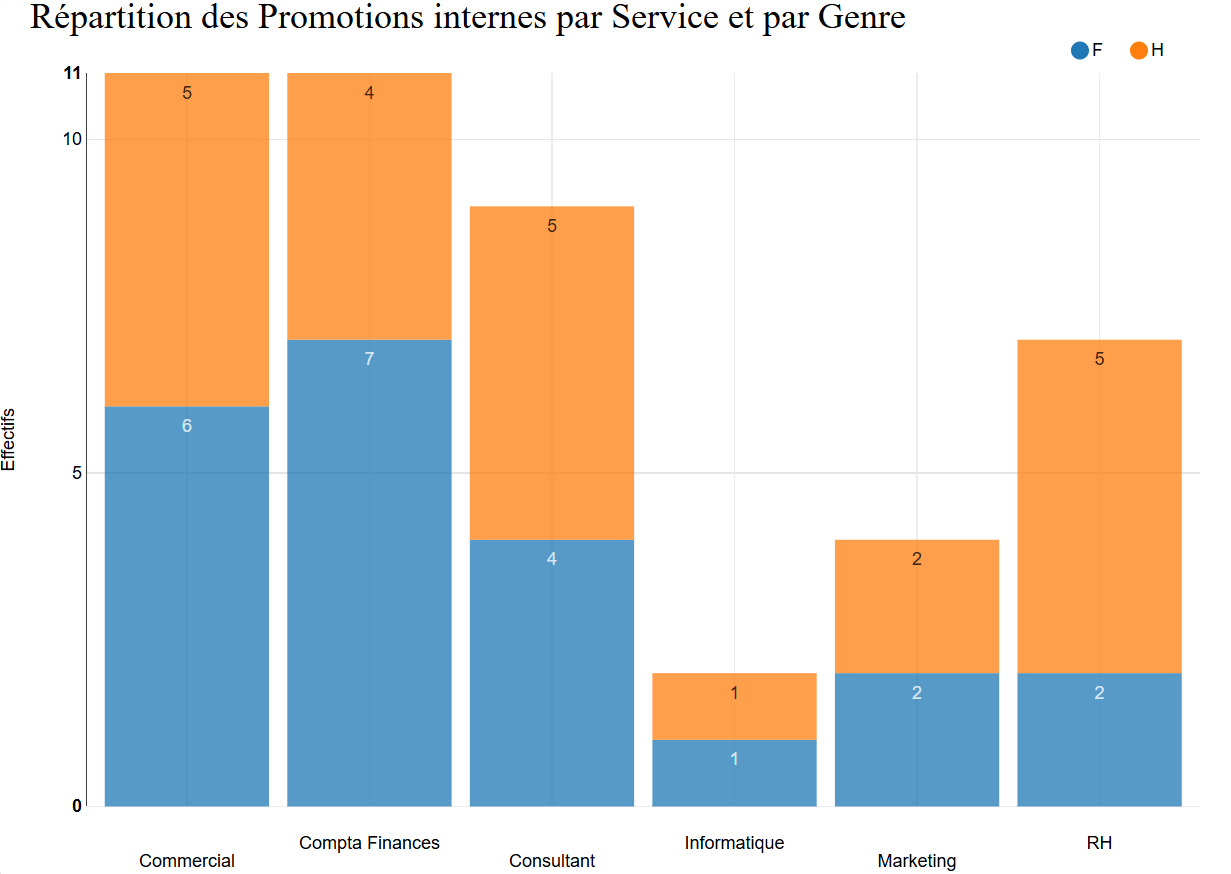 Répartition des Promotions internes par Service et par Genre
F H
11
5 4
10
5
4 7
6
5
5
4
2
1
2 2
1
0
Effectifs
Compta Finances Informatique RH
Commercial Consultant Marketing